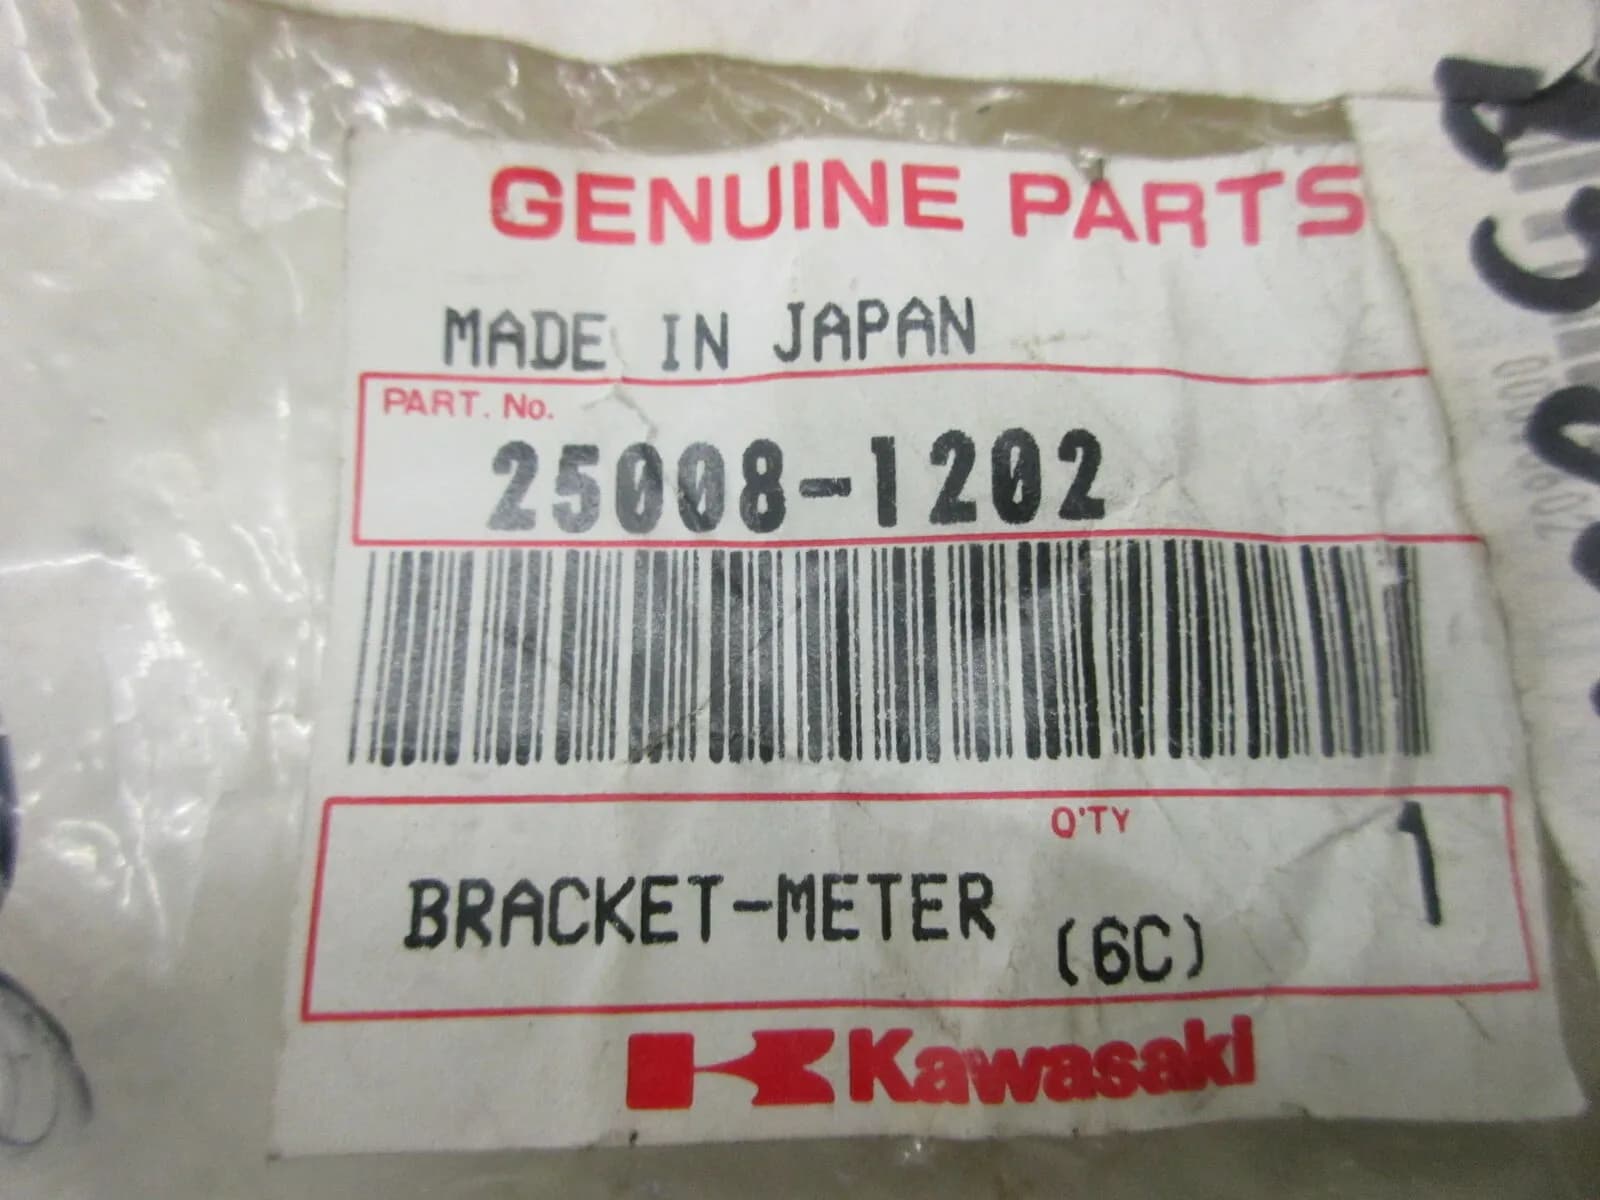 GENUINE PARTS
MADE IN JAPAN
PART. No.
25008-1202
Q'TY
1
BRACKET-METER
(6C)
Kawasaki